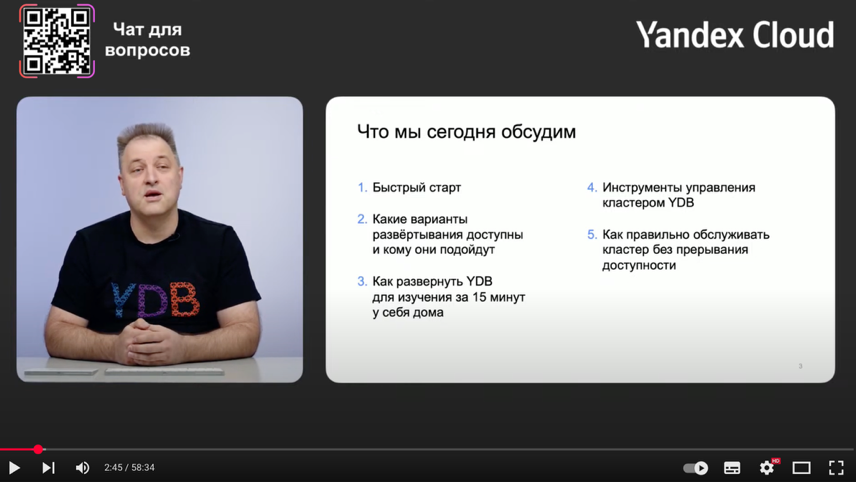 Чат для
вопросов
Yandex Cloud
YDB
Что мы сегодня обсудим
1. Быстрый старт
2. Какие варианты
развёртывания доступны
и кому они подойдут
3. Как развернуть YDB
для изучения за 15 минут
у себя дома
4. Инструменты управления
кластером YDB
5. Как правильно обслуживать
кластер без прерывания
доступности
3
2:45 / 58:34
HD